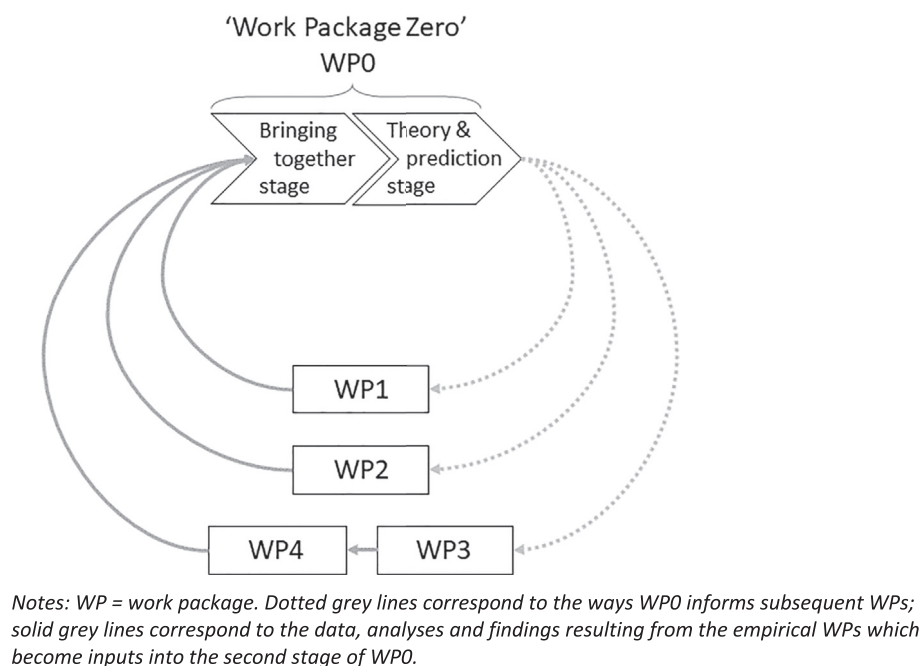 ‘Work Package Zero’
WP0
Bringing
together
stage
Theory &
prediction
stage
WP1
WP2
WP4
WP3
Notes: WP = work package. Dotted grey lines correspond to the ways WP0 informs subsequent WPs;
solid grey lines correspond to the data, analyses and findings resulting from the empirical WPs which
become inputs into the second stage of WP0.